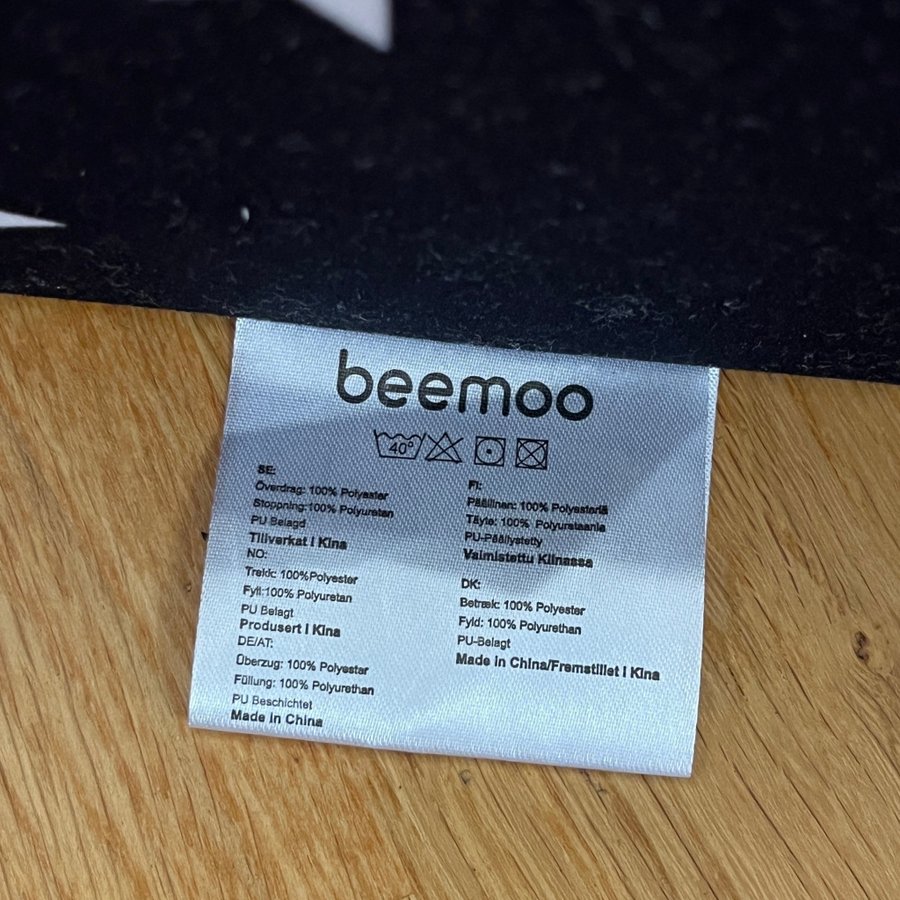 beemoo
40°
SE:
Överdrag: 100% Polyester
Stoppning:100% Polyuretan
PU Belagd
Tillverkat i Kina
NO:
Trekk: 100%Polyester
Fyll:100% Polyuretan
PU Belagt
Produsert i Kina
DE/AT:
Überzug: 100% Polyester
Füllung: 100% Polyurethan
PU Beschichtet
Made in China
FI:
Päällinen: 100% Polyesteriä
Täyte: 100% Polyuretaania
PU-Päällystetty
Valmistettu Kiinassa
DK:
Betræk: 100% Polyester
Fyld: 100% Polyurethan
PU-Belagt
Made in China/Fremstillet i Kina